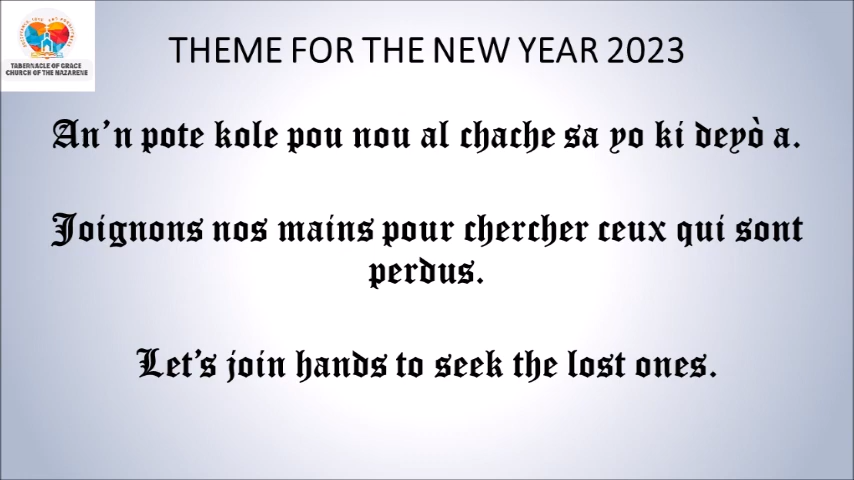 TABERNACLE OF GRACE
CHURCH OF THE NAZARENE
THEME FOR THE NEW YEAR 2023
An'n pote kole pou nou al chache sa yo ki deyò a.
Joignons nos mains pour chercher ceux qui sont
perdus.
Let's join hands to seek the lost ones.